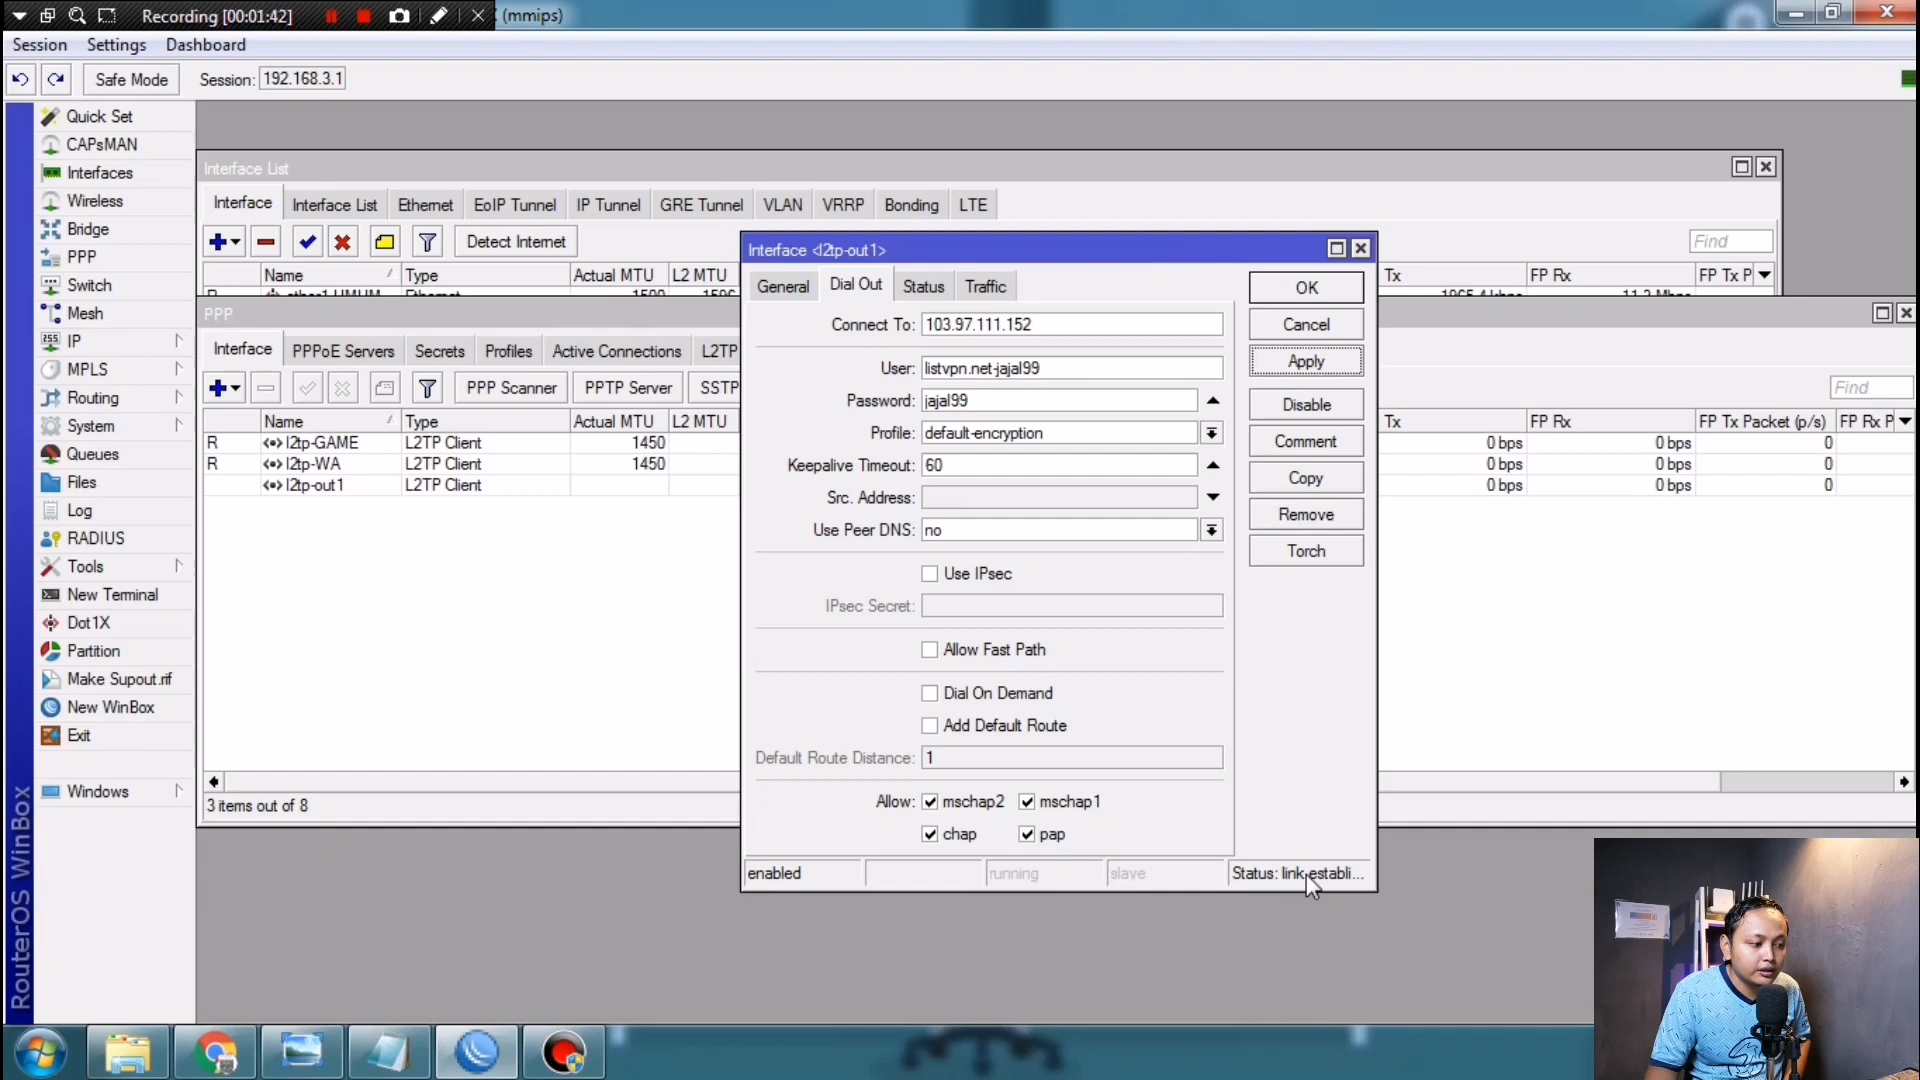 Recording [00:01:42]
(mmips)
Session Settings Dashboard
Safe Mode Session: 192.168.3.1
Quick Set
CAPsMAN
Interfaces
Wireless
Bridge
PPP
Switch
Mesh
IP
MPLS
Routing
System
Queues
Files
Log
RADIUS
Tools
New Terminal
Dot1X
Partition
Make Supout.rif
New WinBox
Exit
Windows
RouterOS WinBox
Interface List
Interface Interface List Ethernet EoIP Tunnel IP Tunnel GRE Tunnel VLAN VRRP Bonding LTE
Detect Internet Find
Name Type Actual MTU L2 MTU Tx FP Rx FP Tx P
PPP
Interface PPPoE Servers Secrets Profiles Active Connections L2TP
PPP Scanner PPTP Server SSTP Find
Name Type Actual MTU L2 MTU Tx FP Rx FP Tx Packet (p/s) FP Rx P
R l2tp-GAME L2TP Client 1450 0 bps 0 bps 0
R l2tp-WA L2TP Client 1450 0 bps 0 bps 0
l2tp-out1 L2TP Client 0 bps 0 bps 0
3 items out of 8
Interface <l2tp-out1>
General Dial Out Status Traffic
Connect To: 103.97.111.152
User: listvpn.net-jajal99
Password: jajal99
Profile: default-encryption
Keepalive Timeout: 60
Src. Address:
Use Peer DNS: no
Use IPsec
IPsec Secret:
Allow Fast Path
Dial On Demand
Add Default Route
Default Route Distance: 1
Allow: mschap2 mschap1
chap pap
enabled running slave Status: link establi...
OK
Cancel
Apply
Disable
Comment
Copy
Remove
Torch